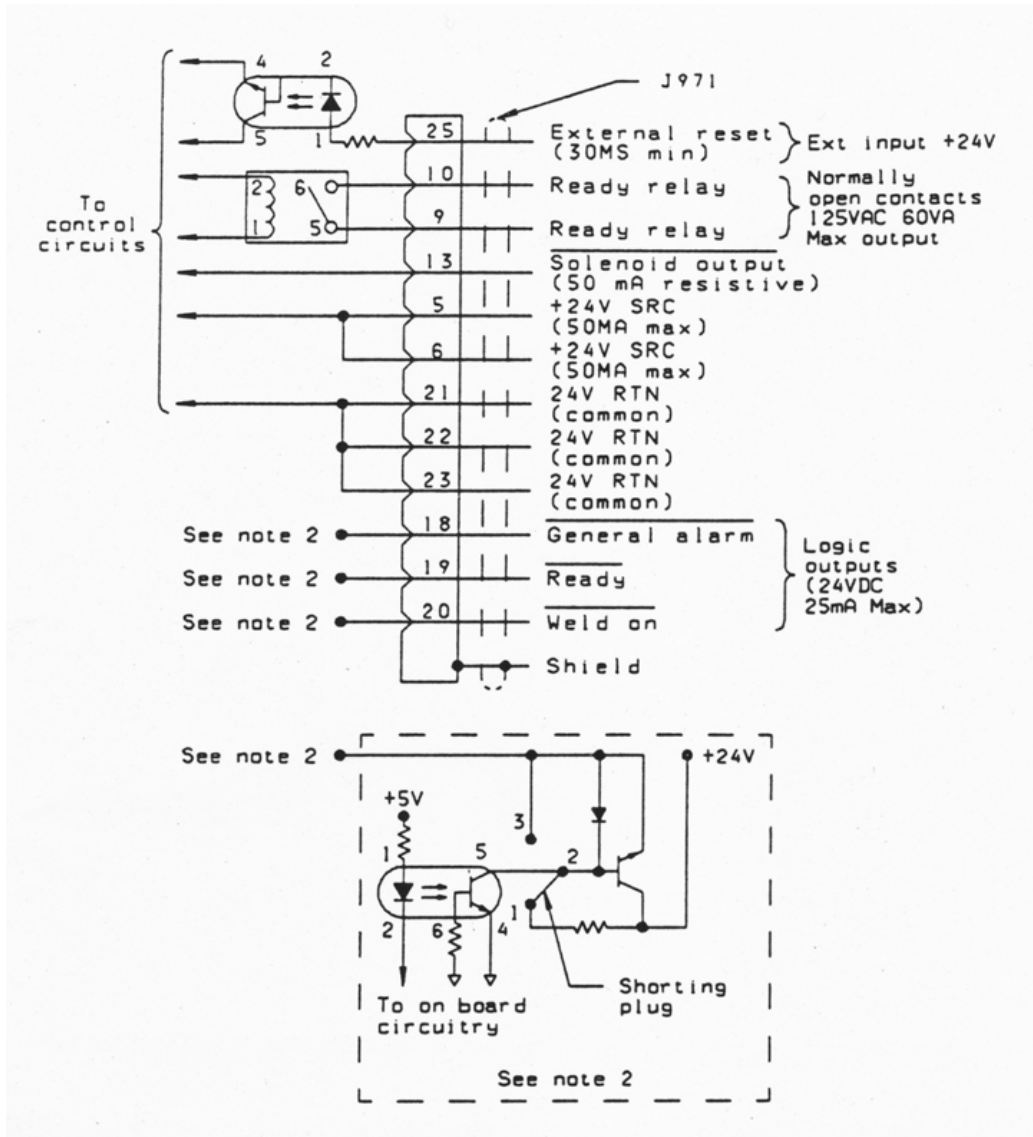 J971
4 2
5 1
25
External reset
(30MS min)
Ext input +24V
2 6
1 5
10
Ready relay
9
Ready relay
Normally
open contacts
125VAC 60VA
Max output
To
control
circuits
13
Solenoid output
(50 mA resistive)
5
+24V SRC
(50MA max)
6
+24V SRC
(50MA max)
21
24V RTN
(common)
22
24V RTN
(common)
23
24V RTN
(common)
See note 2
18
General alarm
See note 2
19
Ready
See note 2
20
Weld on
Logic
outputs
(24VDC
25mA Max)
Shield
See note 2
+24V
+5V
3
1 5
2
1
2 6 4
To on board
circuitry
Shorting
plug
See note 2